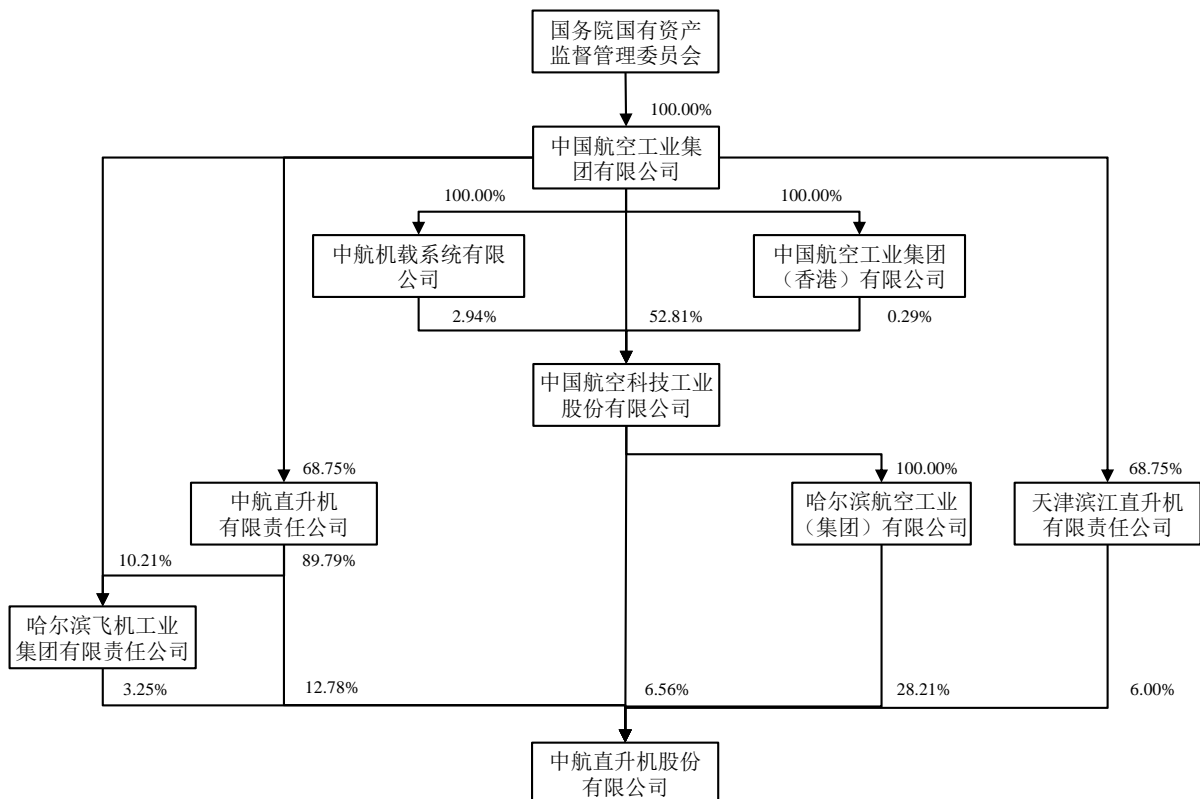 国务院国有资产
监督管理委员会
100.00%
中国航空工业集
团有限公司
100.00%
100.00%
中航机载系统有限
公司
中国航空工业集团
（香港）有限公司
2.94%
52.81%
0.29%
中国航空科技工业
股份有限公司
68.75%
100.00%
68.75%
中航直升机
有限责任公司
哈尔滨航空工业
（集团）有限公司
天津滨江直升机
有限责任公司
10.21%
89.79%
哈尔滨飞机工业
集团有限责任公司
3.25%
12.78%
6.56%
28.21%
6.00%
中航直升机股份
有限公司